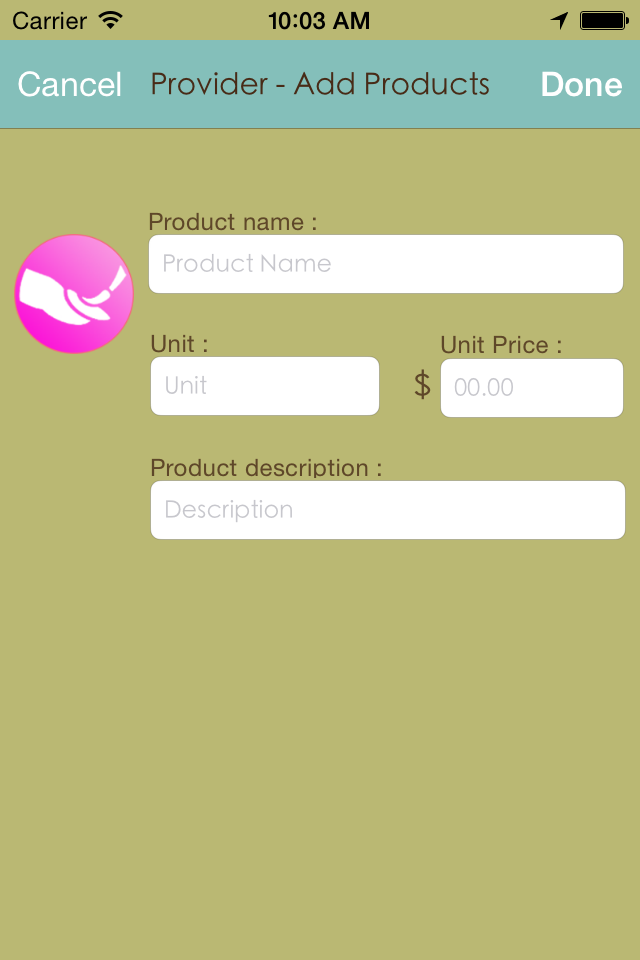 Carrier 10:03 AM
Cancel Provider - Add Products Done
Product name :
Product Name
Unit : Unit Price :
Unit $ 00.00
Product description :
Description